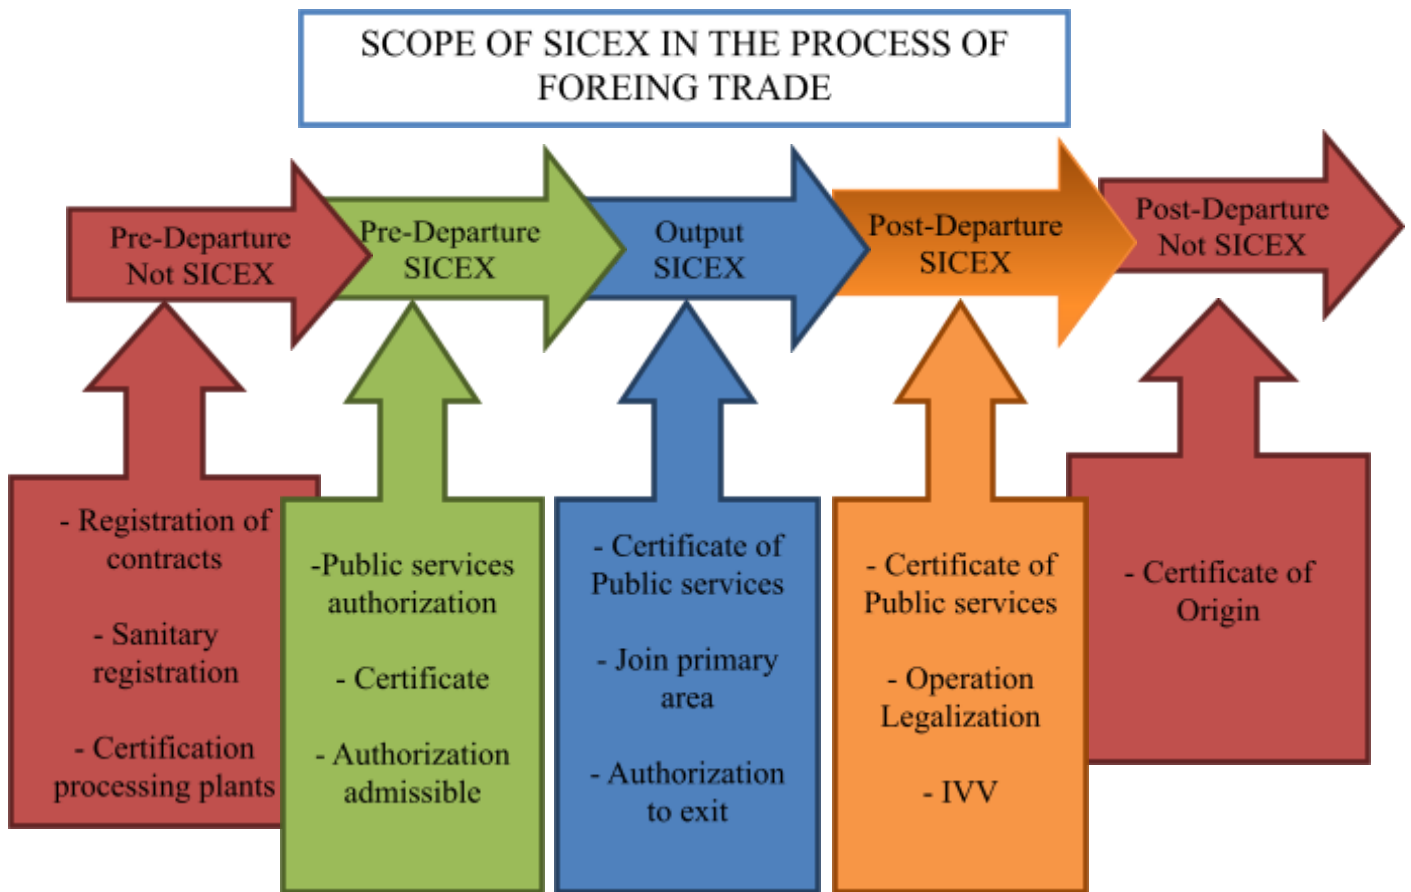 SCOPE OF SICEX IN THE PROCESS OF
FOREING TRADE
Pre-Departure
Not SICEX
Pre-Departure
SICEX
Output
SICEX
Post-Departure
SICEX
Post-Departure
Not SICEX
- Registration of
contracts
- Sanitary
registration
- Certification
processing plants
-Public services
authorization
- Certificate
- Authorization
admissible
- Certificate of
Public services
- Join primary
area
- Authorization
to exit
- Certificate of
Public services
- Operation
Legalization
- IVV
- Certificate of
Origin